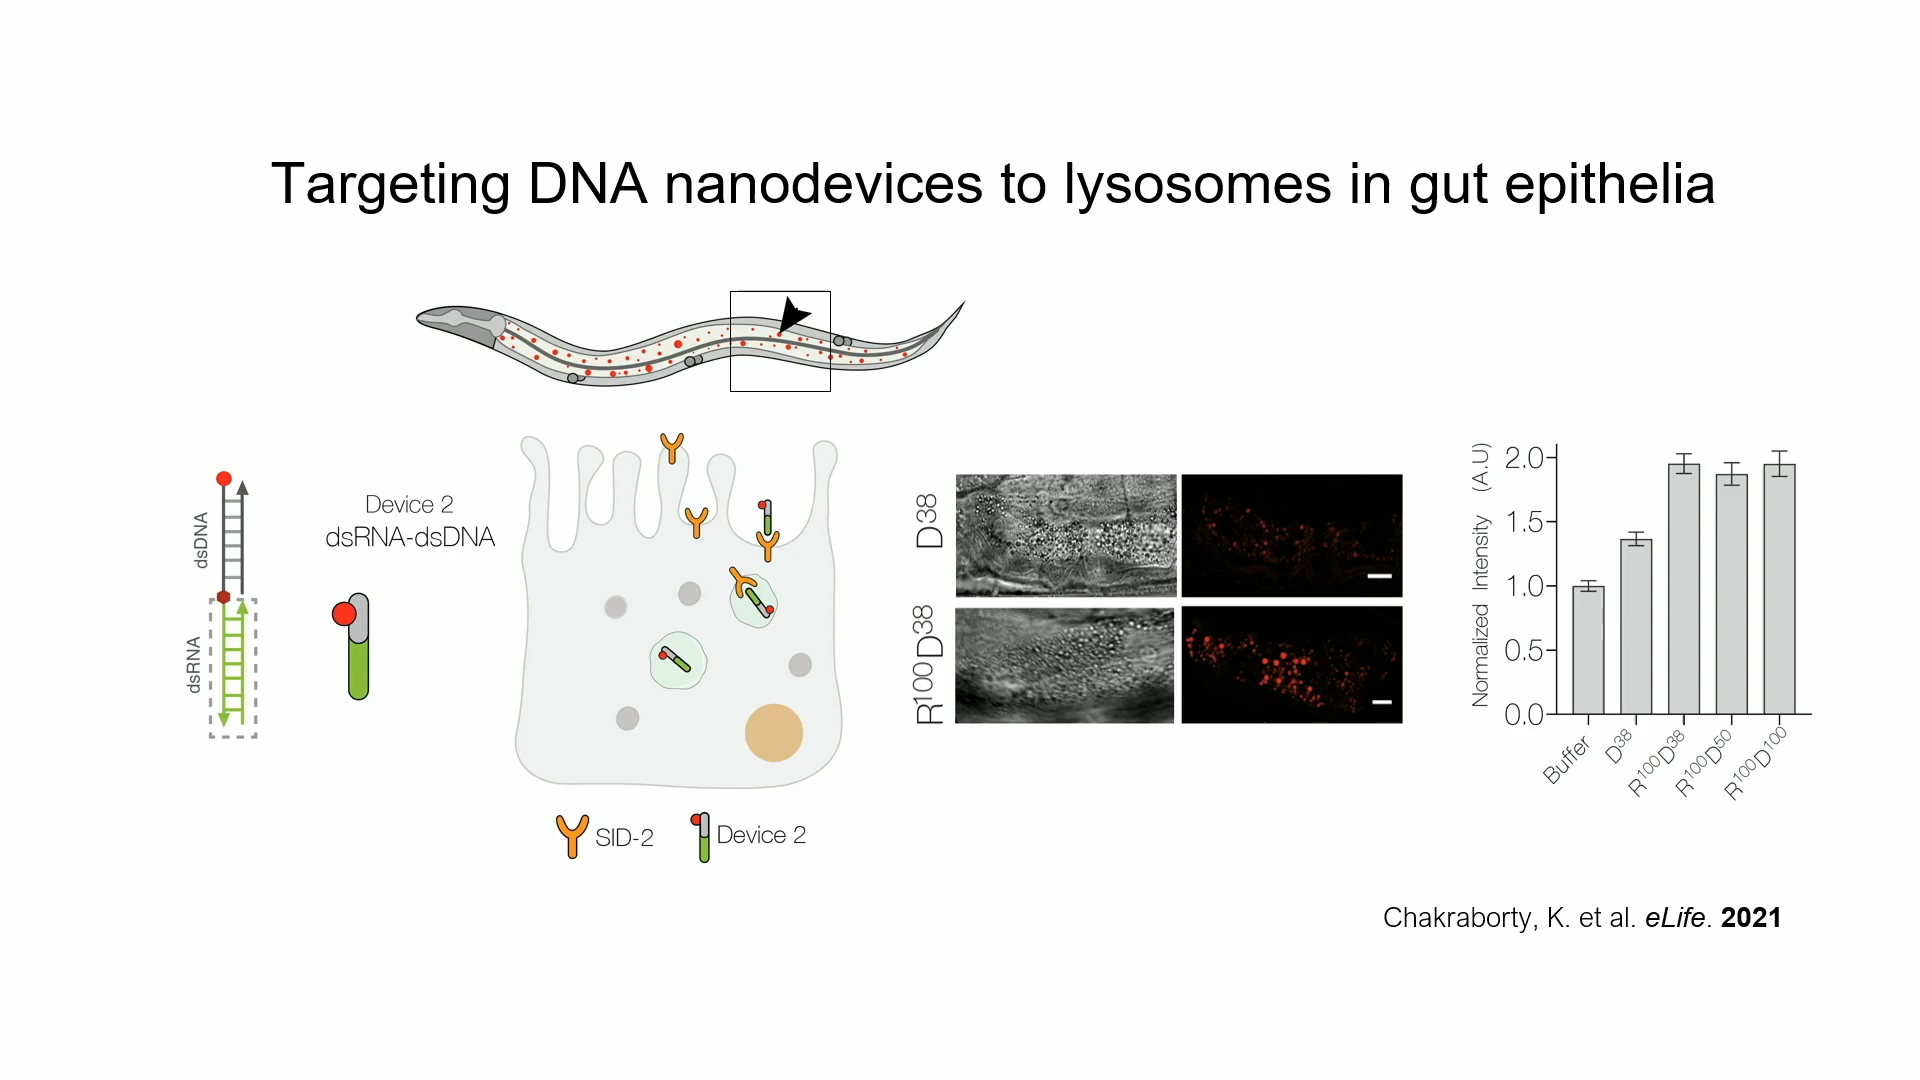 Targeting DNA nanodevices to lysosomes in gut epithelia
dsDNA
dsRNA
Device 2
dsRNA-dsDNA
SID-2
Device 2
D³⁸
R¹⁰⁰D³⁸
Normalized Intensity (A.U)
2.0
1.5
1.0
0.5
0.0
Buffer
D³⁸
R¹⁰⁰D³⁸
R¹⁰⁰D⁵⁰
R¹⁰⁰D¹⁰⁰
Chakraborty, K. et al. eLife. 2021